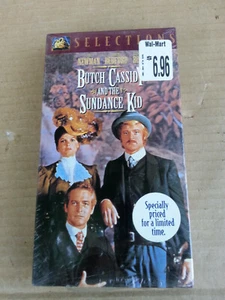 SELECTIONS
Wal-Mart
$ 6.96
NEWMAN REDFORD
BUTCH CASSIDY
AND THE
SUNDANCE KID
Specially
priced
for a limited
time.